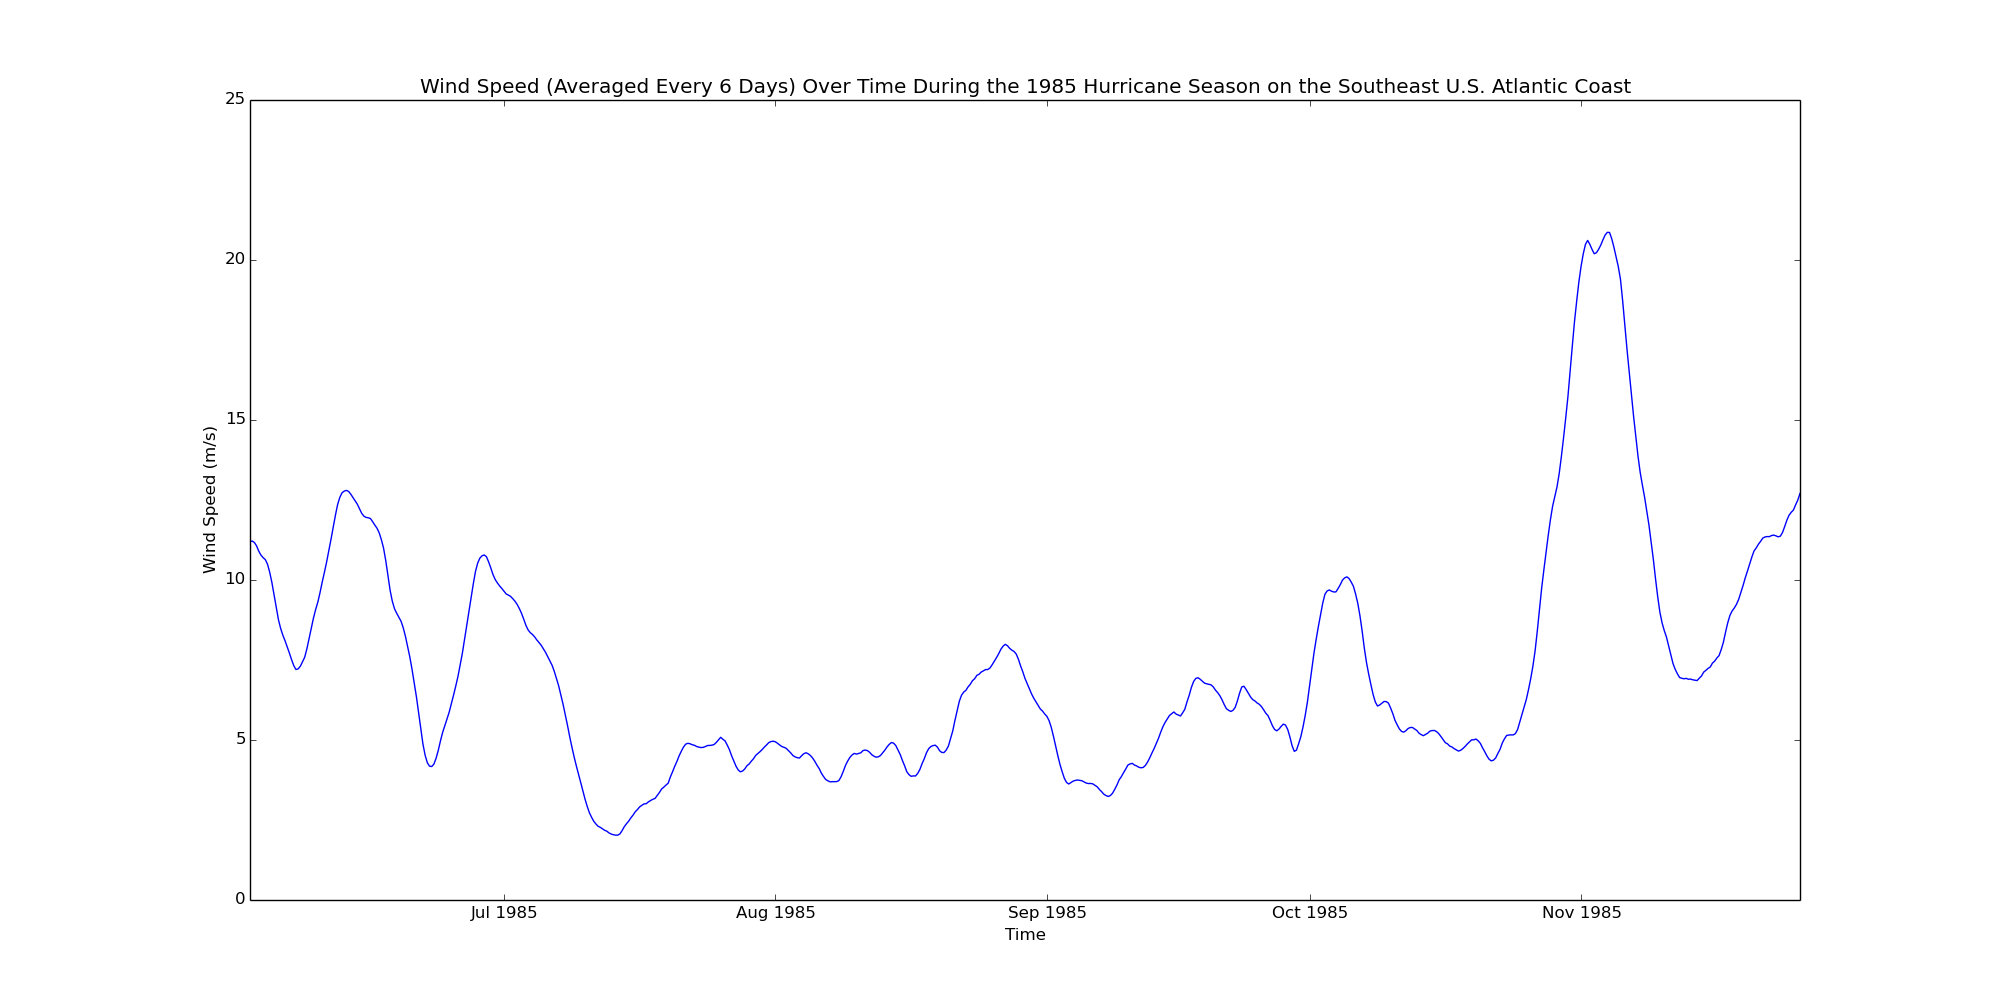 Wind Speed (Averaged Every 6 Days) Over Time During the 1985 Hurricane Season on the Southeast U.S. Atlantic Coast
25
20
15
10
5
0
Wind Speed (m/s)
Jul 1985 Aug 1985 Sep 1985 Oct 1985 Nov 1985
Time